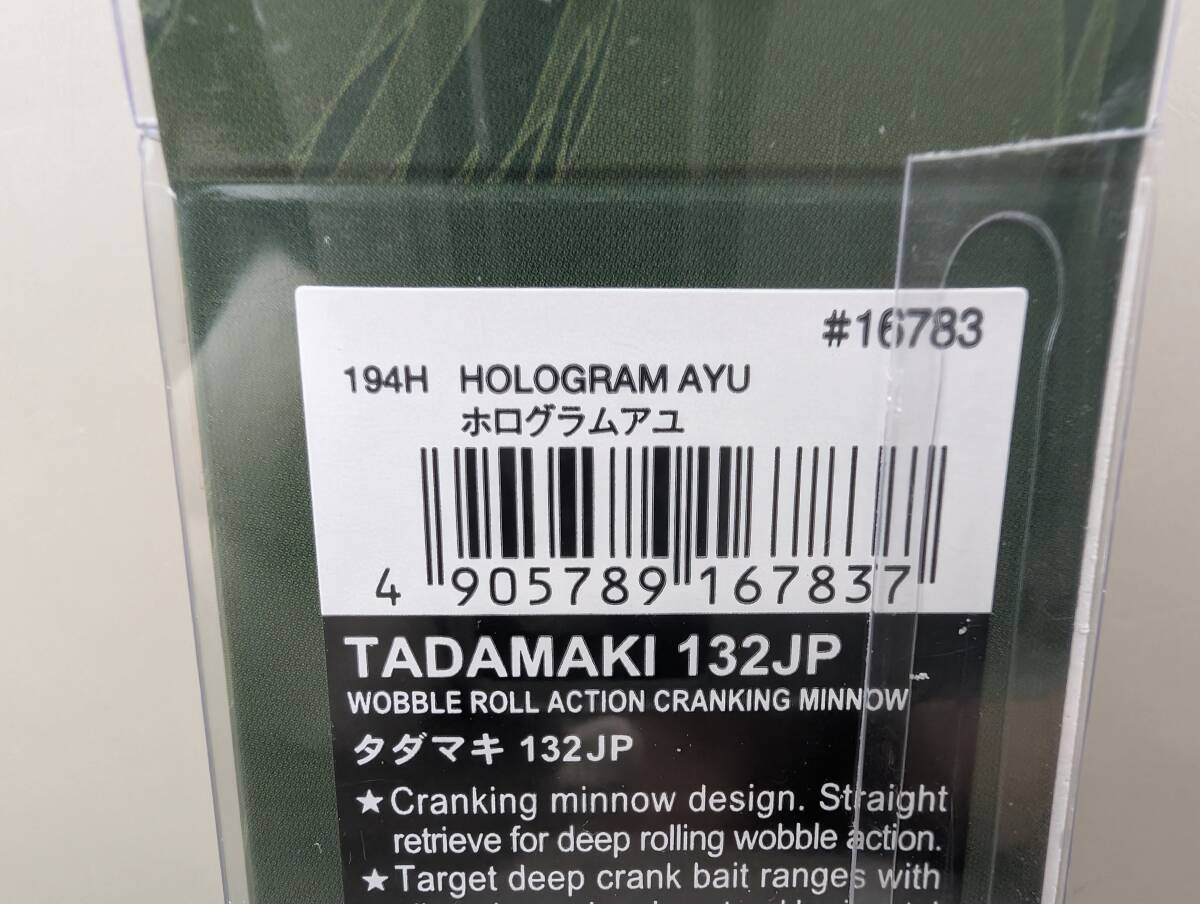 #16783
194H HOLOGRAM AYU
ホログラムアユ
4 905789 167837
TADAMAKI 132JP
WOBBLE ROLL ACTION CRANKING MINNOW
タダマキ 132JP
★Cranking minnow design. Straight
retrieve for deep rolling wobble action.
★Target deep crank bait ranges with